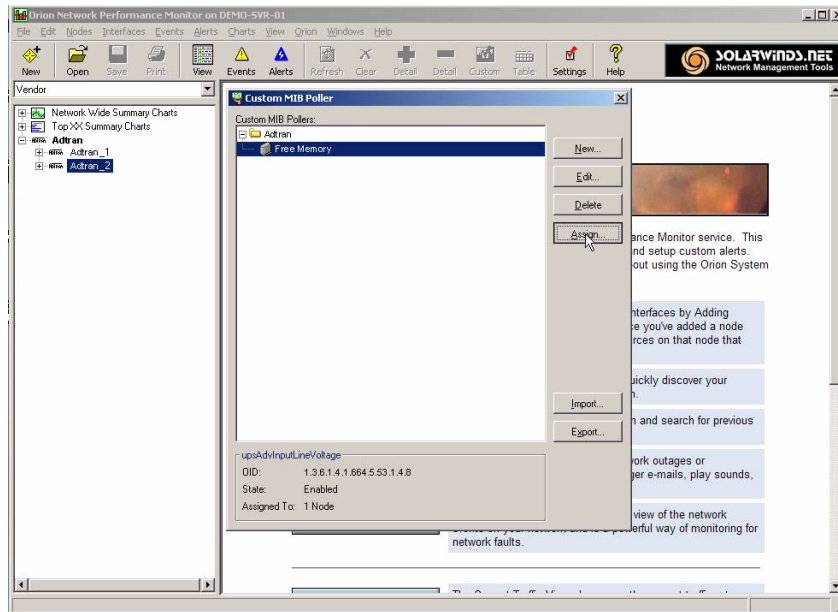 Orion Network Performance Monitor on DEMO-SVR-01
File Edit Nodes Interfaces Events Alerts Charts View Orion Windows Help
New Open Save Print View Events Alerts Refresh Clear Detail Detail Custom Table Settings Help
SOLARWINDS.NET
Network Management Tools
Vendor
Network Wide Summary Charts
Top XX Summary Charts
Adtran
Adtran_1
Adtran_2
Custom MIB Poller
Custom MIB Pollers:
Adtran
Free Memory
New...
Edit...
Delete
Assign...
Import...
Export...
upsAdvInputLineVoltage
OID: 1.3.6.1.4.1.664.5.53.1.4.8
State: Enabled
Assigned To: 1 Node
ance Monitor service. This
nd setup custom alerts.
out using the Orion System
nterfaces by Adding
ce you've added a node
rces on that node that
uickly discover your
n and search for previous
ork outages or
ger e-mails, play sounds,
view of the network
erful way of monitoring for
network faults.